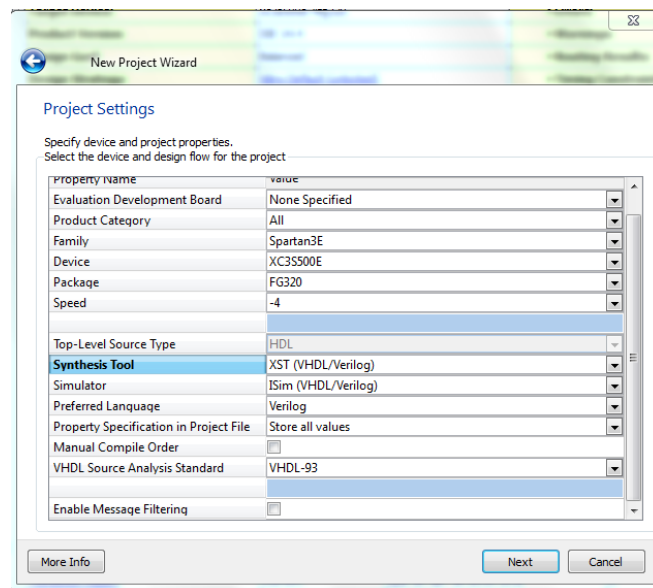 New Project Wizard
Project Settings
Specify device and project properties.
Select the device and design flow for the project
Property Name Value
Evaluation Development Board None Specified
Product Category All
Family Spartan3E
Device XC3S500E
Package FG320
Speed -4
Top-Level Source Type HDL
Synthesis Tool XST (VHDL/Verilog)
Simulator ISim (VHDL/Verilog)
Preferred Language Verilog
Property Specification in Project File Store all values
Manual Compile Order
VHDL Source Analysis Standard VHDL-93
Enable Message Filtering
More Info Next Cancel